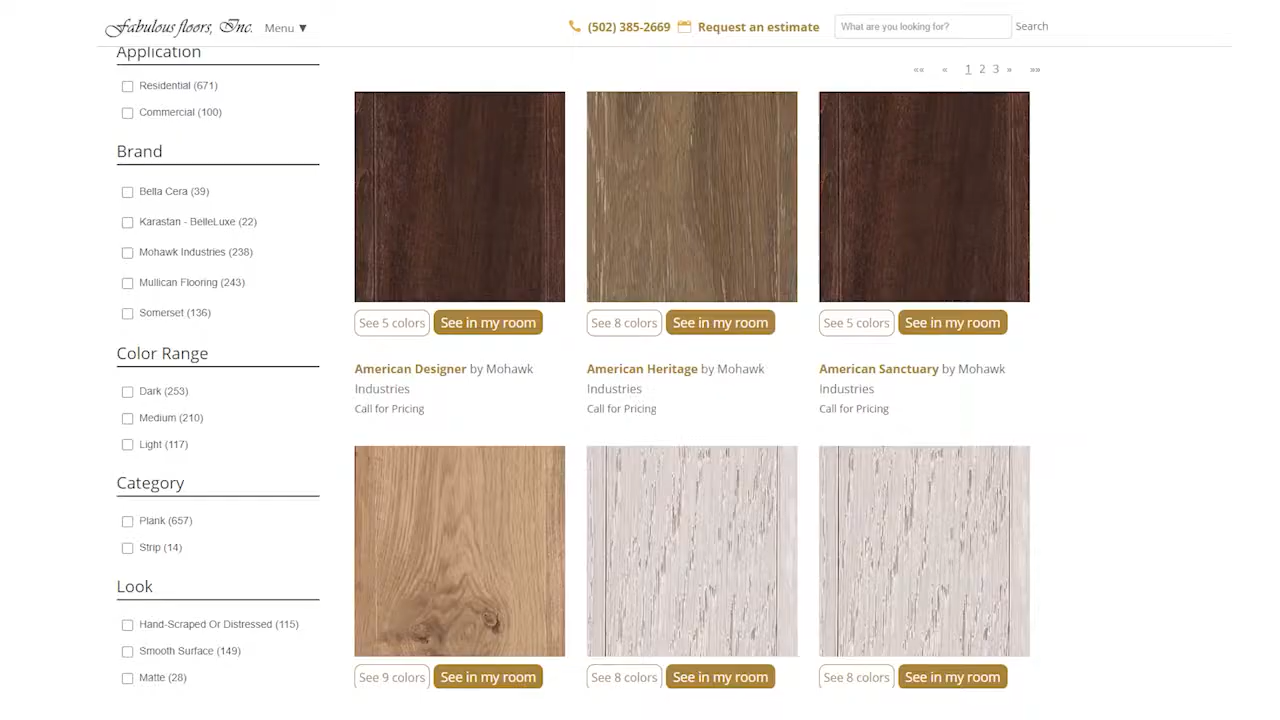 Fabulous floors, Inc. Menu ▼ (502) 385-2669 Request an estimate What are you looking for? Search
Application
Residential (671)
Commercial (100)
Brand
Bella Cera (39)
Karastan - BelleLuxe (22)
Mohawk Industries (238)
Mullican Flooring (243)
Somerset (136)
Color Range
Dark (253)
Medium (210)
Light (117)
Category
Plank (657)
Strip (14)
Look
Hand-Scraped Or Distressed (115)
Smooth Surface (149)
Matte (28)
«« « 1 2 3 » »»
See 5 colors See in my room See 8 colors See in my room See 5 colors See in my room
American Designer by Mohawk American Heritage by Mohawk American Sanctuary by Mohawk
Industries Industries Industries
Call for Pricing Call for Pricing Call for Pricing
See 9 colors See in my room See 8 colors See in my room See 8 colors See in my room